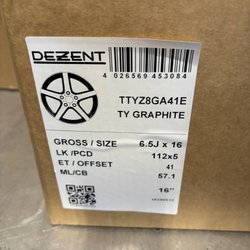 DEZENT
4 026569 453084
TTYZ8GA41E
TY GRAPHITE
GROSS / SIZE 6.5J x 16
LK /PCD 112x5
ET / OFFSET 41
ML/CB 57.1
16"